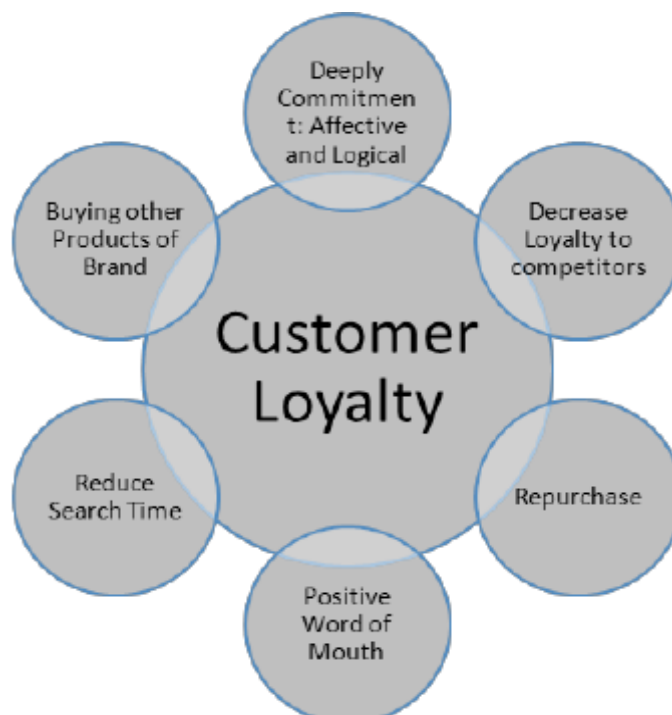 Deeply
Commitmen
t: Affective
and Logical
Decrease
Loyalty to
competitors
Repurchase
Positive
Word of
Mouth
Reduce
Search Time
Buying other
Products of
Brand
Customer
Loyalty